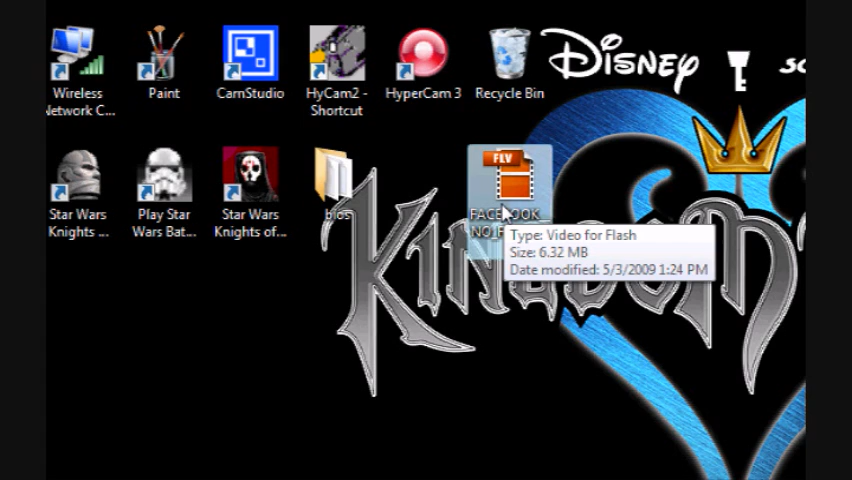 DISNEY
Wireless
Network C...
Paint
CamStudio
HyCam2 -
Shortcut
HyperCam 3
Recycle Bin
FLV
Star Wars
Knights ...
Play Star
Wars Bat...
Star Wars
Knights of...
bios
Type: Video for Flash
Size: 6.32 MB
Date modified: 5/3/2009 1:24 PM